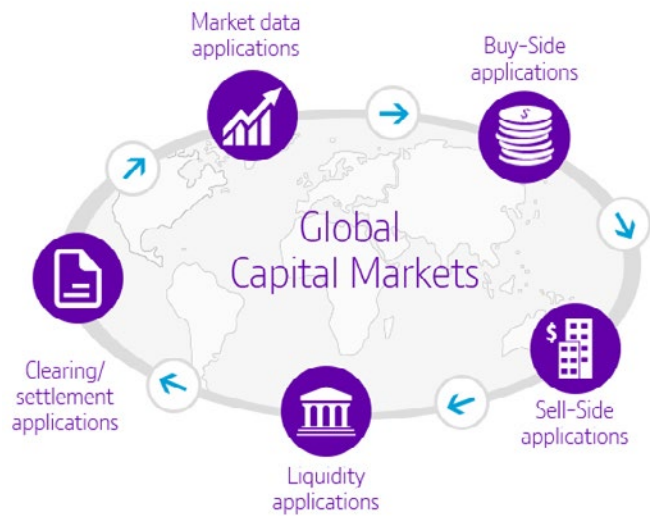 Market data
applications
Buy-Side
applications
$
Global
Capital Markets
$
Clearing/
settlement
applications
Sell-Side
applications
Liquidity
applications